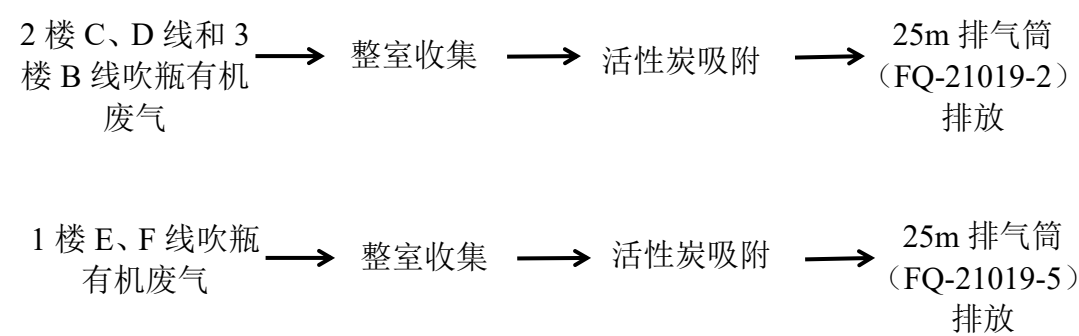 2 楼 C、D 线和 3
楼 B 线吹瓶有机
废气
整室收集
活性炭吸附
25m 排气筒
（FQ-21019-2）
排放
1 楼 E、F 线吹瓶
有机废气
整室收集
活性炭吸附
25m 排气筒
（FQ-21019-5）
排放